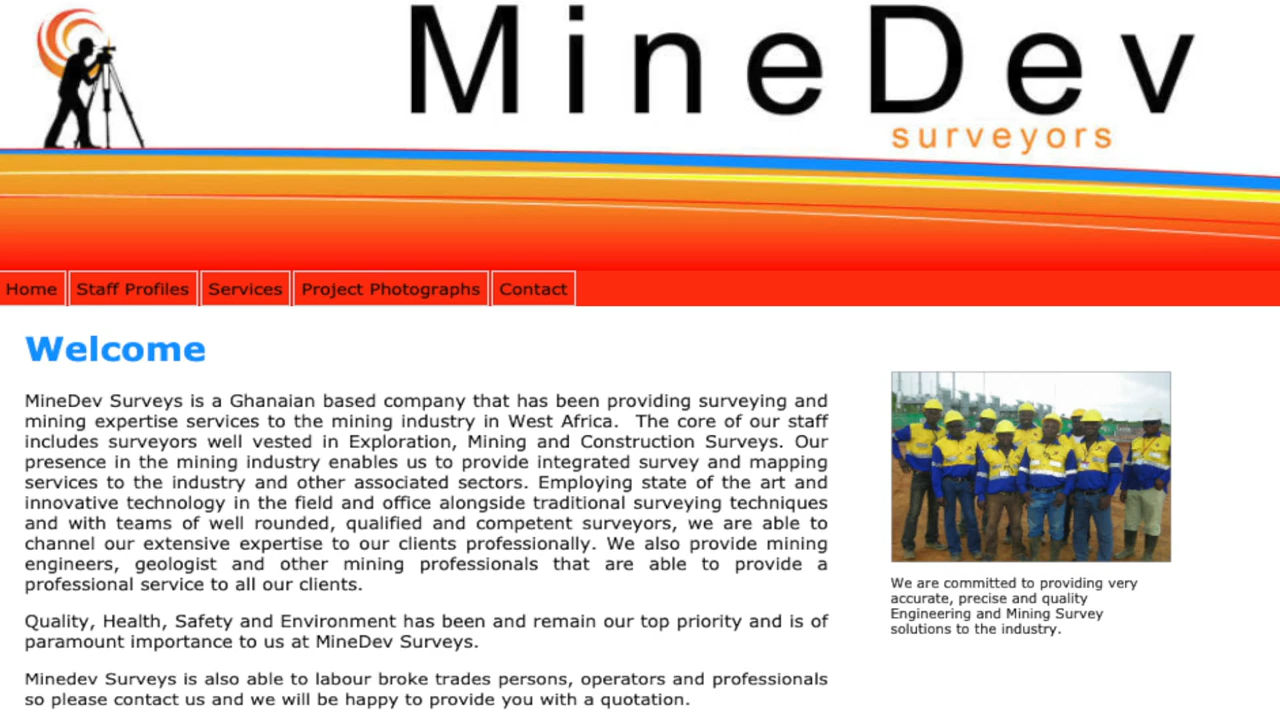 MineDev
surveyors
Home
Staff Profiles
Services
Project Photographs
Contact
Welcome
MineDev Surveys is a Ghanaian based company that has been providing surveying and
mining expertise services to the mining industry in West Africa. The core of our staff
includes surveyors well vested in Exploration, Mining and Construction Surveys. Our
presence in the mining industry enables us to provide integrated survey and mapping
services to the industry and other associated sectors. Employing state of the art and
innovative technology in the field and office alongside traditional surveying techniques
and with teams of well rounded, qualified and competent surveyors, we are able to
channel our extensive expertise to our clients professionally. We also provide mining
engineers, geologist and other mining professionals that are able to provide a
professional service to all our clients.
Quality, Health, Safety and Environment has been and remain our top priority and is of
paramount importance to us at MineDev Surveys.
Minedev Surveys is also able to labour broke trades persons, operators and professionals
so please contact us and we will be happy to provide you with a quotation.
We are committed to providing very
accurate, precise and quality
Engineering and Mining Survey
solutions to the industry.